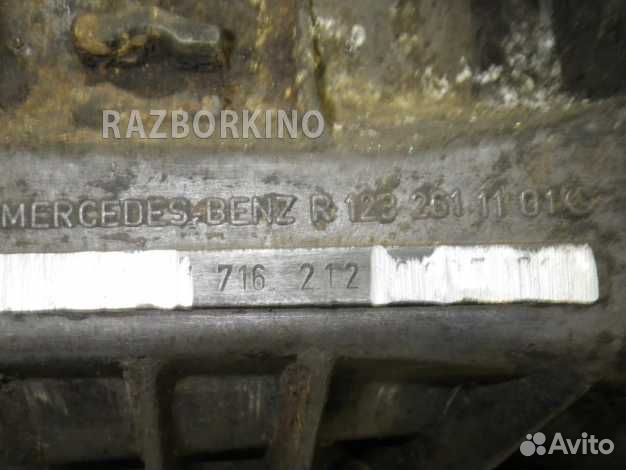 RAZBORKINO
MERCEDES-BENZ R 123 261 11 01
716 212
Avito